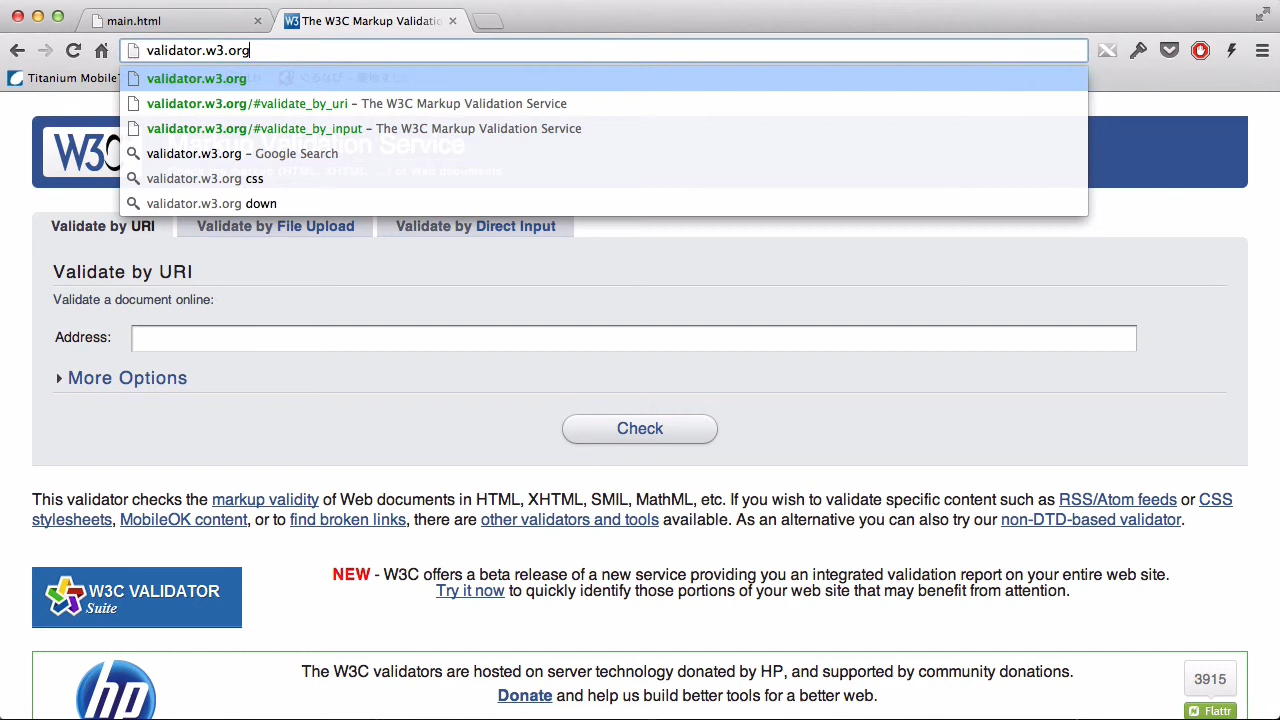 main.html
The W3C Markup Validatio
validator.w3.org
Titanium Mobile
validator.w3.org
validator.w3.org/#validate_by_uri – The W3C Markup Validation Service
validator.w3.org/#validate_by_input – The W3C Markup Validation Service
validator.w3.org – Google Search
validator.w3.org css
validator.w3.org down
W3C
Validate by URI
Validate by File Upload
Validate by Direct Input
Validate by URI
Validate a document online:
Address:
More Options
Check
This validator checks the markup validity of Web documents in HTML, XHTML, SMIL, MathML, etc. If you wish to validate specific content such as RSS/Atom feeds or CSS
stylesheets, MobileOK content, or to find broken links, there are other validators and tools available. As an alternative you can also try our non-DTD-based validator.
W3C VALIDATOR
Suite
NEW - W3C offers a beta release of a new service providing you an integrated validation report on your entire web site.
Try it now to quickly identify those portions of your web site that may benefit from attention.
hp
The W3C validators are hosted on server technology donated by HP, and supported by community donations.
Donate and help us build better tools for a better web.
3915
Flattr